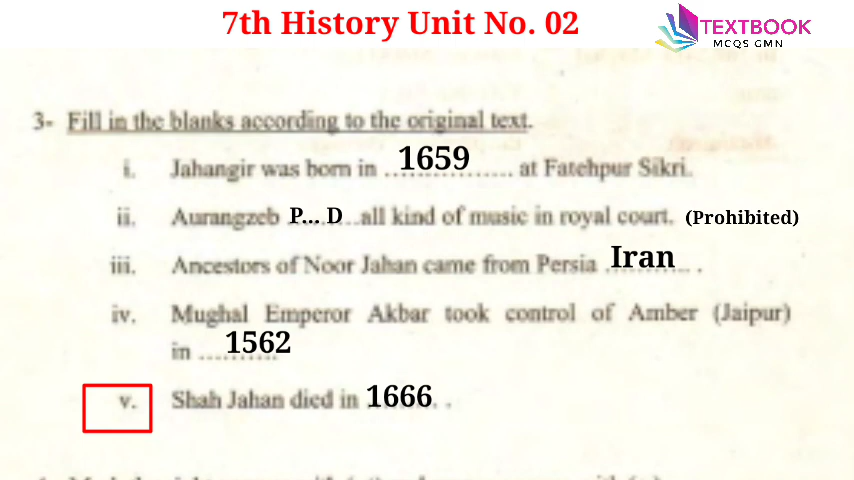 7th History Unit No. 02
TEXTBOOK
MCQS GMN
3- Fill in the blanks according to the original text.
i. Jahangir was born in 1659 at Fatehpur Sikri.
ii. Aurangzeb P... D all kind of music in royal court. (Prohibited)
iii. Ancestors of Noor Jahan came from Persia Iran .
iv. Mughal Emperor Akbar took control of Amber (Jaipur)
in .......... 1562
v. Shah Jahan died in 1666. .